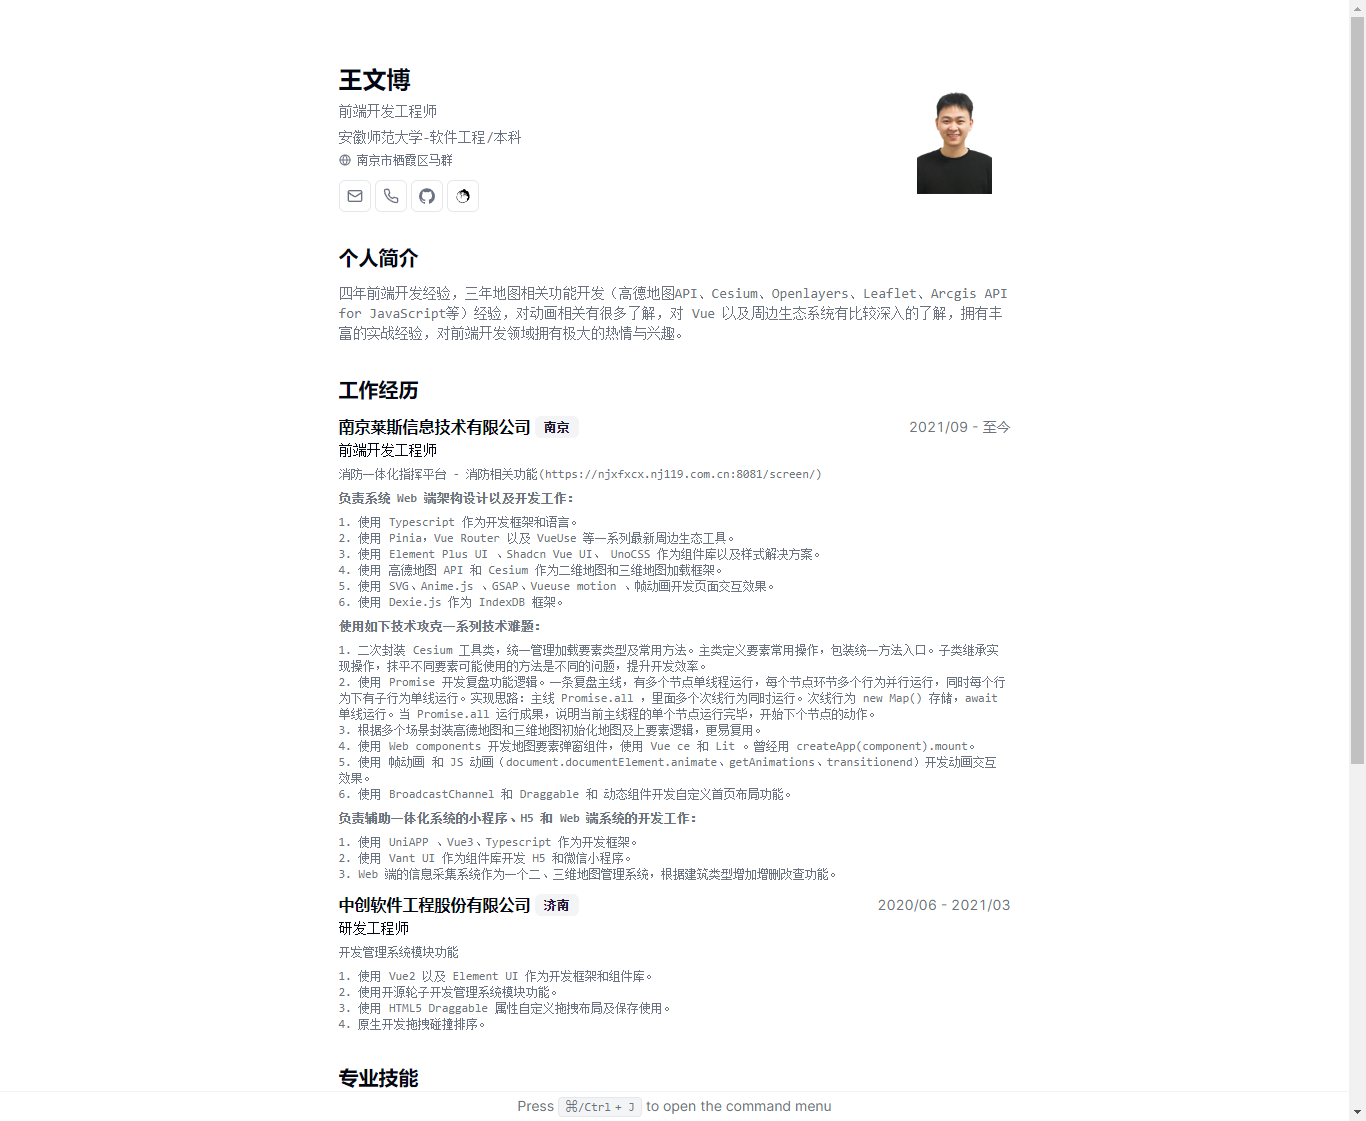 王文博
前端开发工程师
安徽师范大学-软件工程/本科
南京市栖霞区马群
个人简介
四年前端开发经验，三年地图相关功能开发（高德地图API、Cesium、Openlayers、Leaflet、Arcgis API
for JavaScript等）经验，对动画相关有很多了解，对 Vue 以及周边生态系统有比较深入的了解，拥有丰
富的实战经验，对前端开发领域拥有极大的热情与兴趣。
工作经历
南京莱斯信息技术有限公司 南京 2021/09 - 至今
前端开发工程师
消防一体化指挥平台 - 消防相关功能(https://njxfxcx.nj119.com.cn:8081/screen/)
负责系统 Web 端架构设计以及开发工作：
1. 使用 Typescript 作为开发框架和语言。
2. 使用 Pinia，Vue Router 以及 VueUse 等一系列最新周边生态工具。
3. 使用 Element Plus UI 、Shadcn Vue UI、 UnoCSS 作为组件库以及样式解决方案。
4. 使用 高德地图 API 和 Cesium 作为二维地图和三维地图加载框架。
5. 使用 SVG、Anime.js 、GSAP、Vueuse motion 、帧动画开发页面交互效果。
6. 使用 Dexie.js 作为 IndexDB 框架。
使用如下技术攻克一系列技术难题：
1. 二次封装 Cesium 工具类，统一管理加载要素类型及常用方法。主类定义要素常用操作，包装统一方法入口。子类继承实
现操作，抹平不同要素可能使用的方法是不同的问题，提升开发效率。
2. 使用 Promise 开发复盘功能逻辑。一条复盘主线，有多个节点单线程运行，每个节点环节多个行为并行运行，同时每个行
为下有子行为单线运行。实现思路：主线 Promise.all ，里面多个次线行为同时运行。次线行为 new Map() 存储，await
单线运行。当 Promise.all 运行成果，说明当前主线程的单个节点运行完毕，开始下个节点的动作。
3. 根据多个场景封装高德地图和三维地图初始化地图及上要素逻辑，更易复用。
4. 使用 Web components 开发地图要素弹窗组件，使用 Vue ce 和 Lit 。曾经用 createApp(component).mount。
5. 使用 帧动画 和 JS 动画（document.documentElement.animate、getAnimations、transitionend）开发动画交互
效果。
6. 使用 BroadcastChannel 和 Draggable 和 动态组件开发自定义首页布局功能。
负责辅助一体化系统的小程序、H5 和 Web 端系统的开发工作：
1. 使用 UniAPP 、Vue3、Typescript 作为开发框架。
2. 使用 Vant UI 作为组件库开发 H5 和微信小程序。
3. Web 端的信息采集系统作为一个二、三维地图管理系统，根据建筑类型增加增删改查功能。
中创软件工程股份有限公司 济南 2020/06 - 2021/03
研发工程师
开发管理系统模块功能
1. 使用 Vue2 以及 Element UI 作为开发框架和组件库。
2. 使用开源轮子开发管理系统模块功能。
3. 使用 HTML5 Draggable 属性自定义拖拽布局及保存使用。
4. 原生开发拖拽碰撞排序。
专业技能
Press ⌘/Ctrl + J to open the command menu